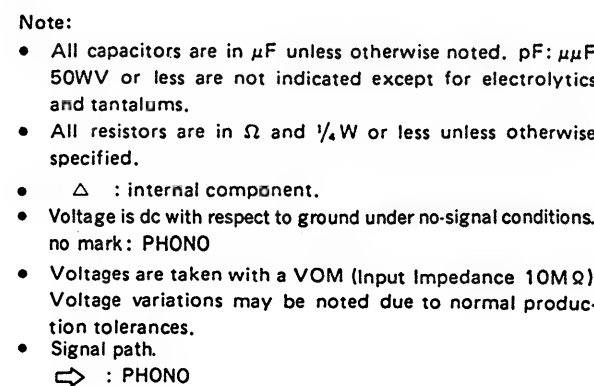 Note:
• All capacitors are in μF unless otherwise noted. pF: μμF
50WV or less are not indicated except for electrolytics
and tantalums.
• All resistors are in Ω and ¼W or less unless otherwise
specified.
• △ : internal component.
• Voltage is dc with respect to ground under no-signal conditions.
no mark: PHONO
• Voltages are taken with a VOM (Input Impedance 10MΩ)
Voltage variations may be noted due to normal produc-
tion tolerances.
• Signal path.
⇨ : PHONO